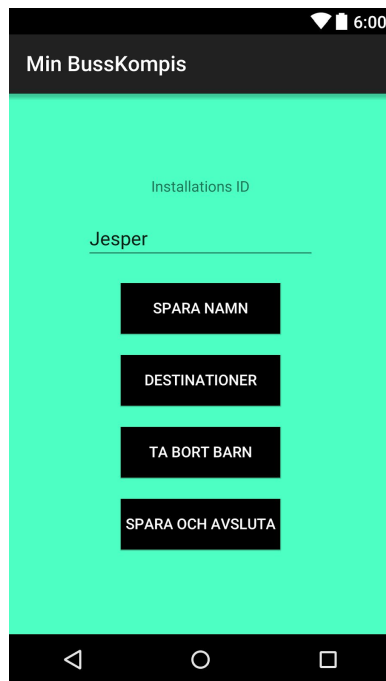 6:00
Min BussKompis
Installations ID
Jesper
SPARA NAMN
DESTINATIONER
TA BORT BARN
SPARA OCH AVSLUTA